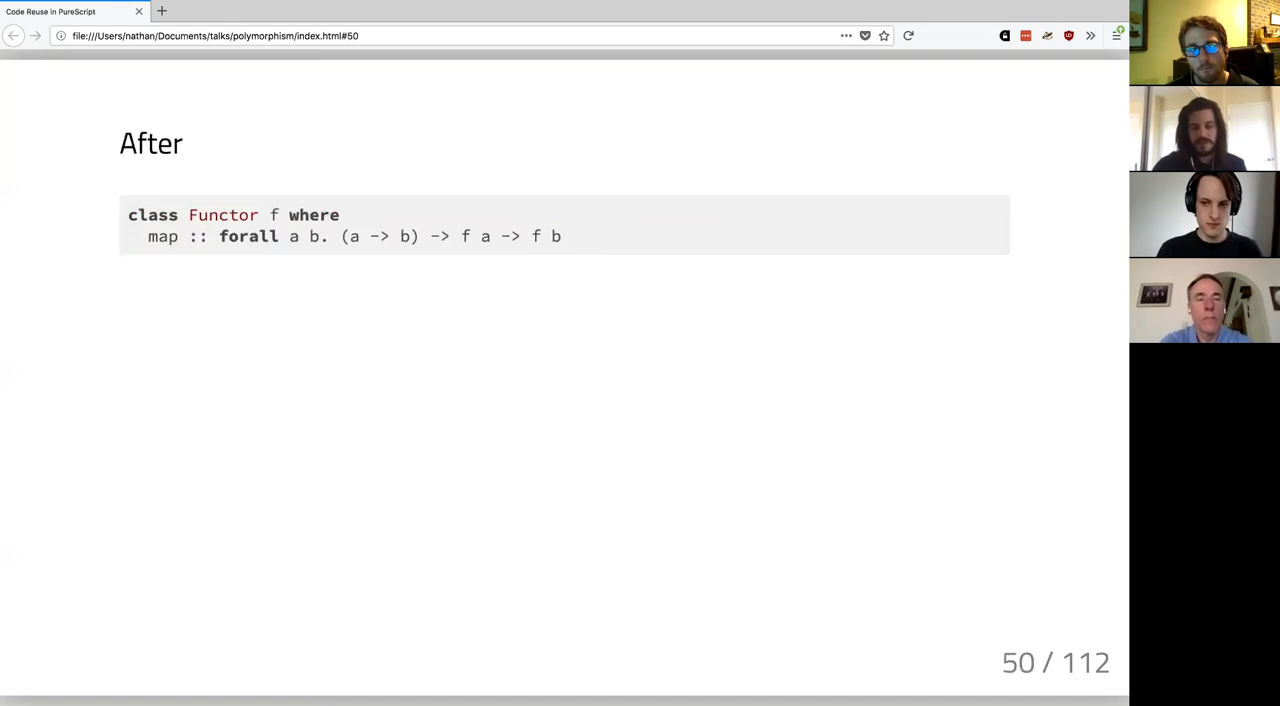 Code Reuse in PureScript
file:///Users/nathan/Documents/talks/polymorphism/index.html#50
After
class Functor f where
map :: forall a b. (a -> b) -> f a -> f b
50 / 112